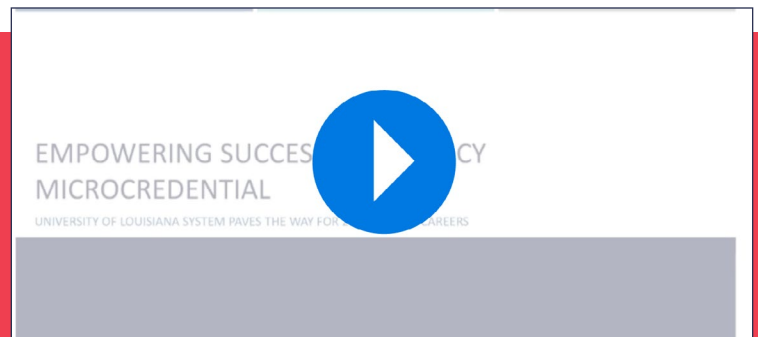 EMPOWERING SUCCES CY
MICROCREDENTIAL
UNIVERSITY OF LOUISIANA SYSTEM PAVES THE WAY FOR CAREERS